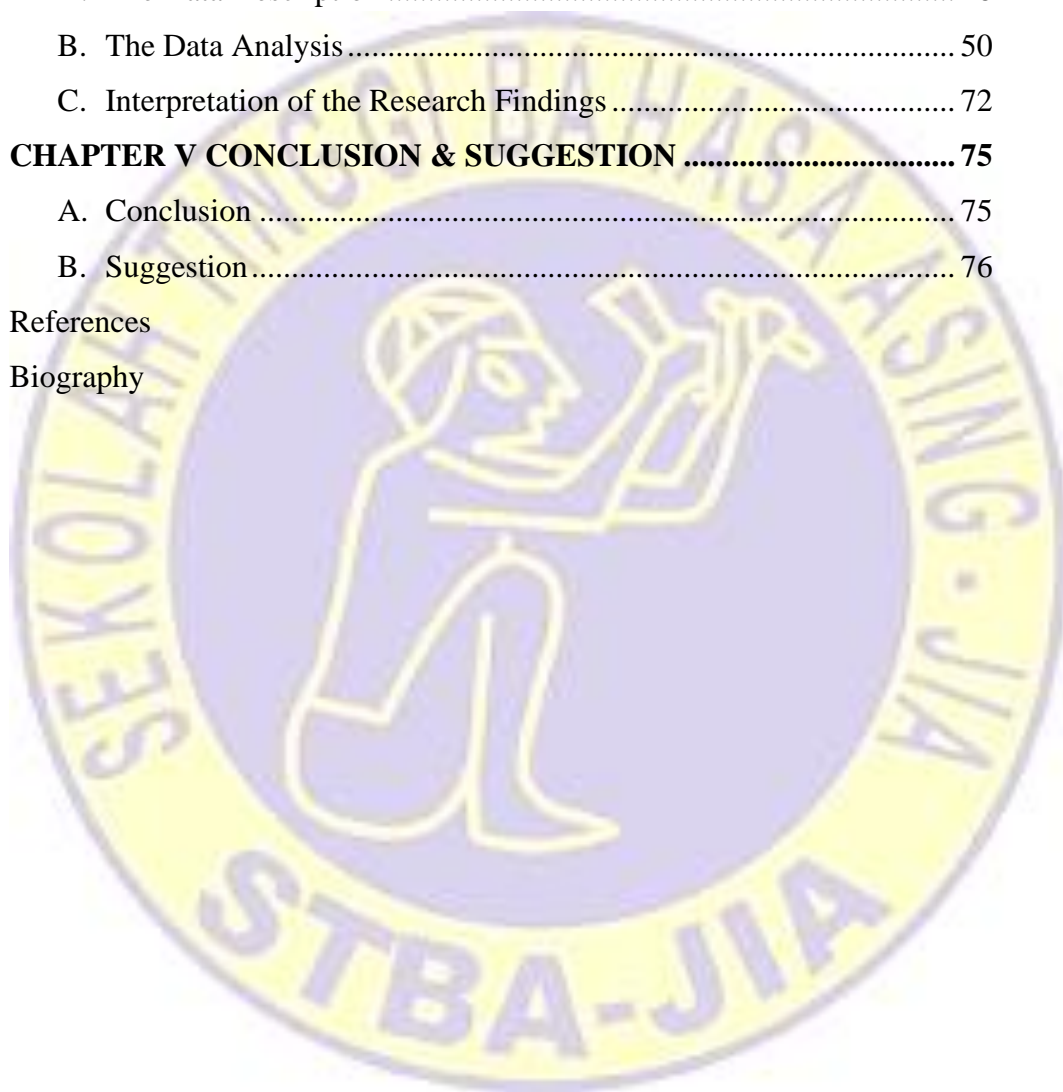 B. The Data Analysis ........ 50
C. Interpretation of the Research Findings ........ 72
CHAPTER V CONCLUSION & SUGGESTION ........ 75
A. Conclusion ........ 75
B. Suggestion ........ 76
References
Biography
SEKOLAH TINGGI BAHASA ASING - JIA
STBA-JIA